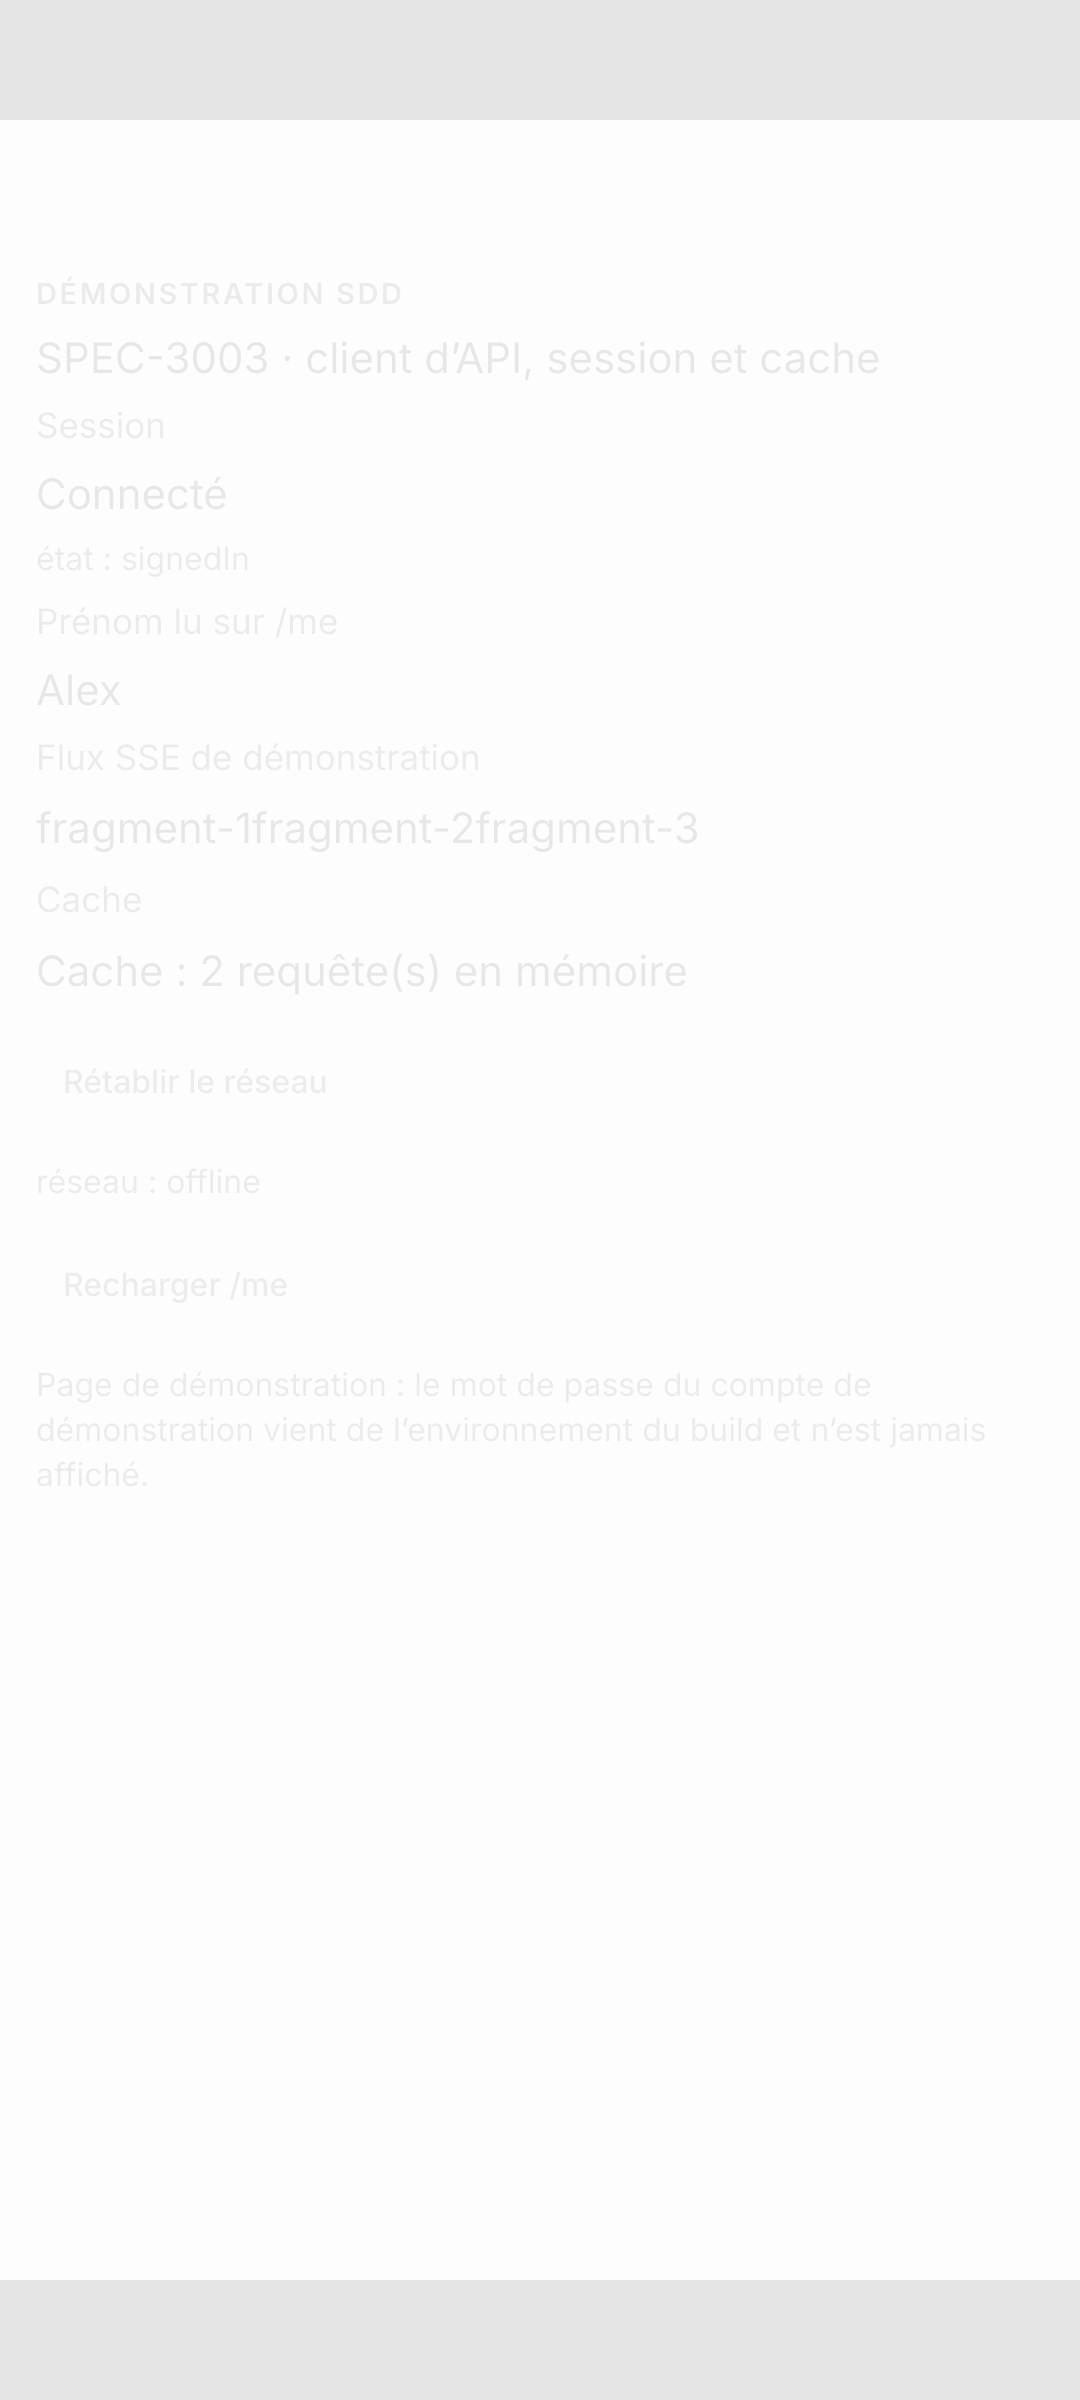 DÉMONSTRATION SDD
SPEC-3003 · client d’API, session et cache
Session
Connecté
état : signedIn
Prénom lu sur /me
Alex
Flux SSE de démonstration
fragment-1fragment-2fragment-3
Cache
Cache : 2 requête(s) en mémoire
Rétablir le réseau
réseau : offline
Recharger /me
Page de démonstration : le mot de passe du compte de
démonstration vient de l’environnement du build et n’est jamais
affiché.